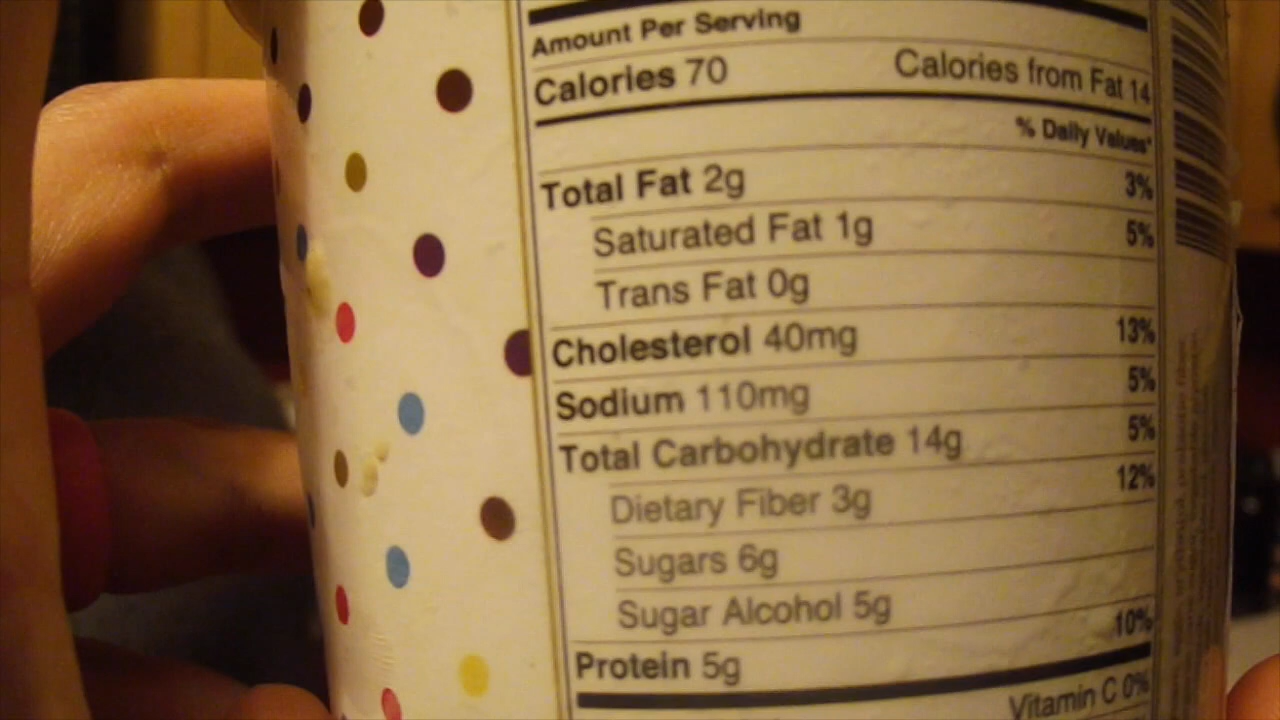 Amount Per Serving
Calories 70 Calories from Fat 14
% Daily Values*
Total Fat 2g 3%
Saturated Fat 1g 5%
Trans Fat 0g
Cholesterol 40mg 13%
Sodium 110mg 5%
Total Carbohydrate 14g 5%
Dietary Fiber 3g 12%
Sugars 6g
Sugar Alcohol 5g
Protein 5g 10%
Vitamin C 0%